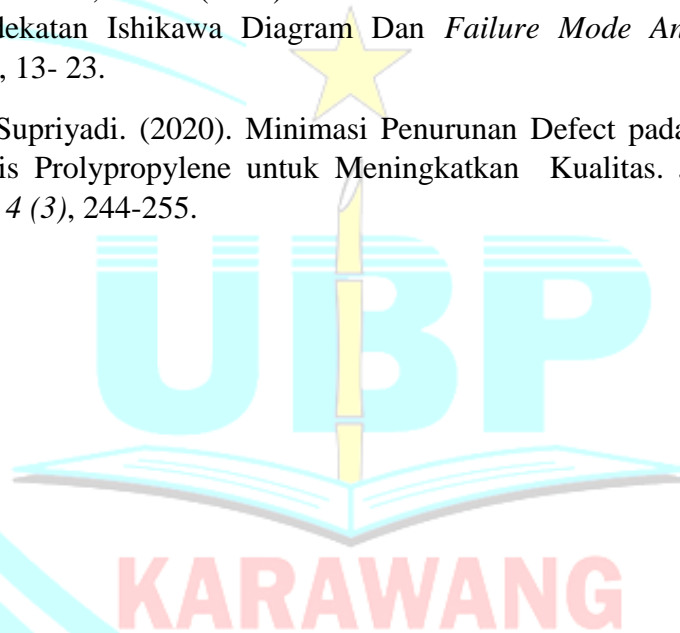 dekatan Ishikawa Diagram Dan Failure Mode An
, 13- 23.
Supriyadi. (2020). Minimasi Penurunan Defect pada
is Prolypropylene untuk Meningkatkan Kualitas.
4 (3), 244-255.
UBP
KARAWANG